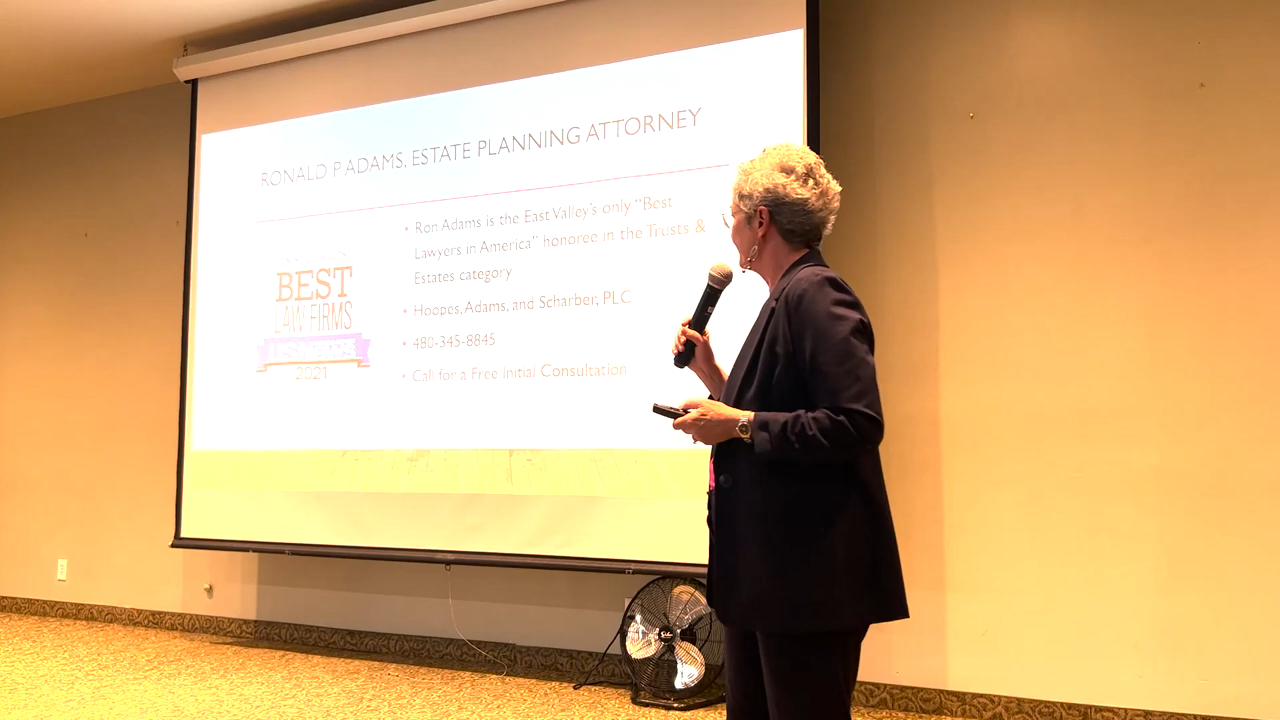 RONALD P ADAMS, ESTATE PLANNING ATTORNEY
• Ron Adams is the East Valley's only "Best
Lawyers in America" honoree in the Trusts &
Estates category
• Hoopes, Adams, and Scharber, PLC
• 480-345-8845
• Call for a Free Initial Consultation
BEST
LAW FIRMS
2021